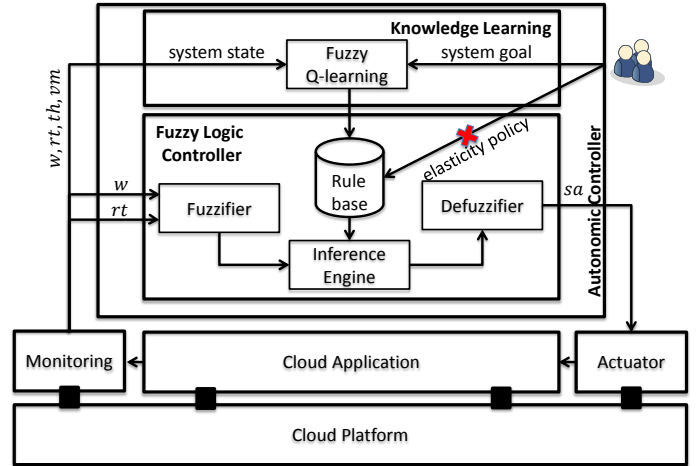 Knowledge Learning
system state
Fuzzy
Q-learning
system goal
w, rt, th, vm
Fuzzy Logic
Controller
elasticity policy
Autonomic Controller
w
rt
Fuzzifier
Rule
base
Defuzzifier
sa
Inference
Engine
Monitoring
Cloud Application
Actuator
Cloud Platform